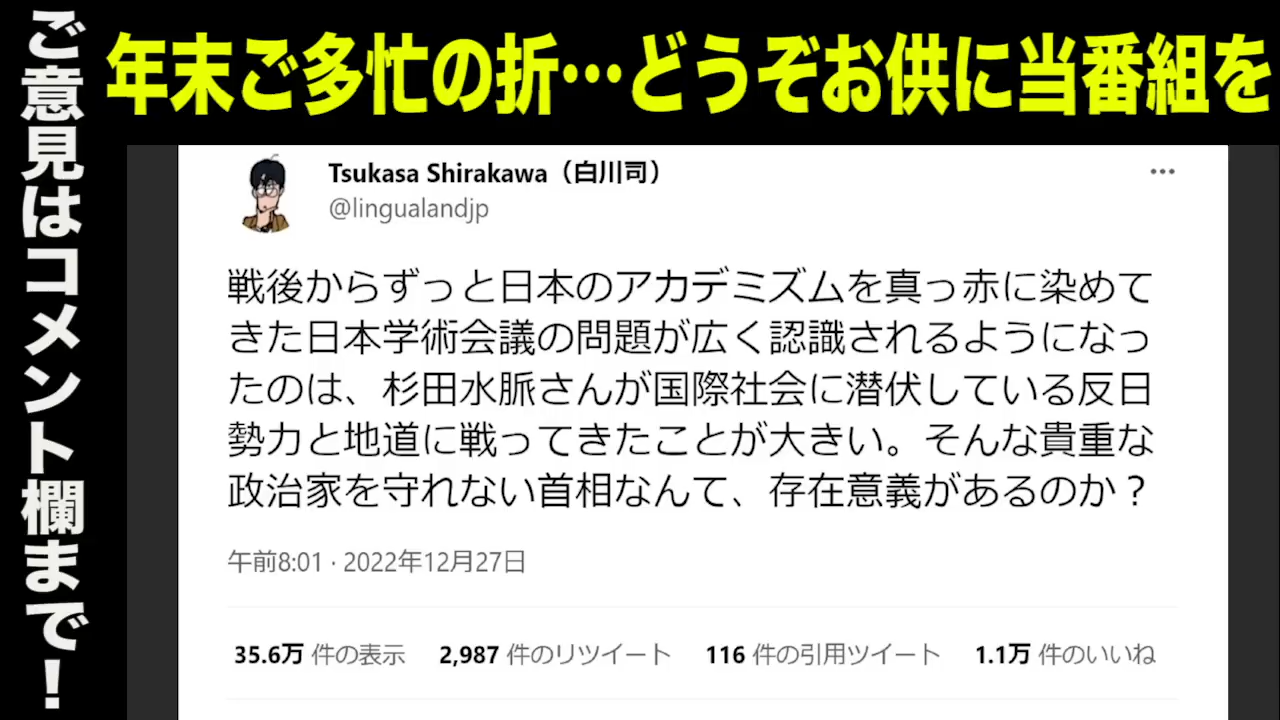 年末ご多忙の折…どうぞお供に当番組を
ご意見はコメント欄まで！
Tsukasa Shirakawa（白川司）
@lingualandjp
戦後からずっと日本のアカデミズムを真っ赤に染めて
きた日本学術会議の問題が広く認識されるようになっ
たのは、杉田水脈さんが国際社会に潜伏している反日
勢力と地道に戦ってきたことが大きい。そんな貴重な
政治家を守れない首相なんて、存在意義があるのか？
午前8:01 · 2022年12月27日
35.6万 件の表示 2,987 件のリツイート 116 件の引用ツイート 1.1万 件のいいね